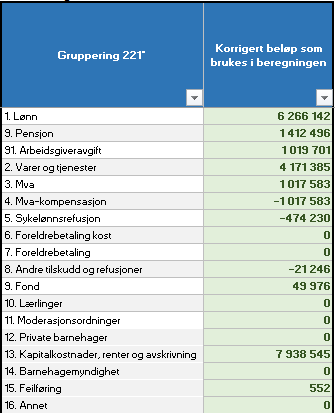 Gruppering 221*
Korrigert beløp som
brukes i beregningen
1. Lønn 6 266 142
9. Pensjon 1 412 496
91. Arbeidsgiveravgift 1 019 701
2. Varer og tjenester 4 171 385
3. Mva 1 017 583
4. Mva-kompensasjon -1 017 583
5. Sykelønnsrefusjon -474 230
6. Foreldrebetaling kost 0
7. Foreldrebetaling 0
8. Andre tilskudd og refusjoner -21 246
9. Fond 49 976
10. Lærlinger 0
11. Moderasjonsordninger 0
12. Private barnehager 0
13. Kapitalkostnader, renter og avskrivning 7 938 545
14. Barnehagemyndighet 0
15. Feilføring 552
16. Annet 0